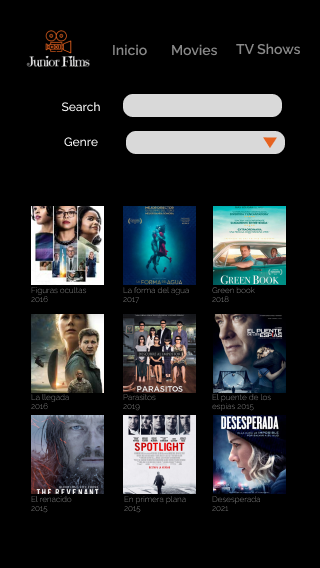 Junior Films
Inicio
Movies
TV Shows
Search
Genre
LA FORMA DEL AGUA
GREEN BOOK
Figuras ocultas
2016
La forma del agua
2017
Green book
2018
PARÁSITOS
EL PUENTE
DE LOS
ESPÍAS
La llegada
2016
Parasitos
2019
El puente de los
espias 2015
THE REVENANT
SPOTLIGHT
DESESPERADA
El renacido
2015
En primera plana
2015
Desesperada
2021